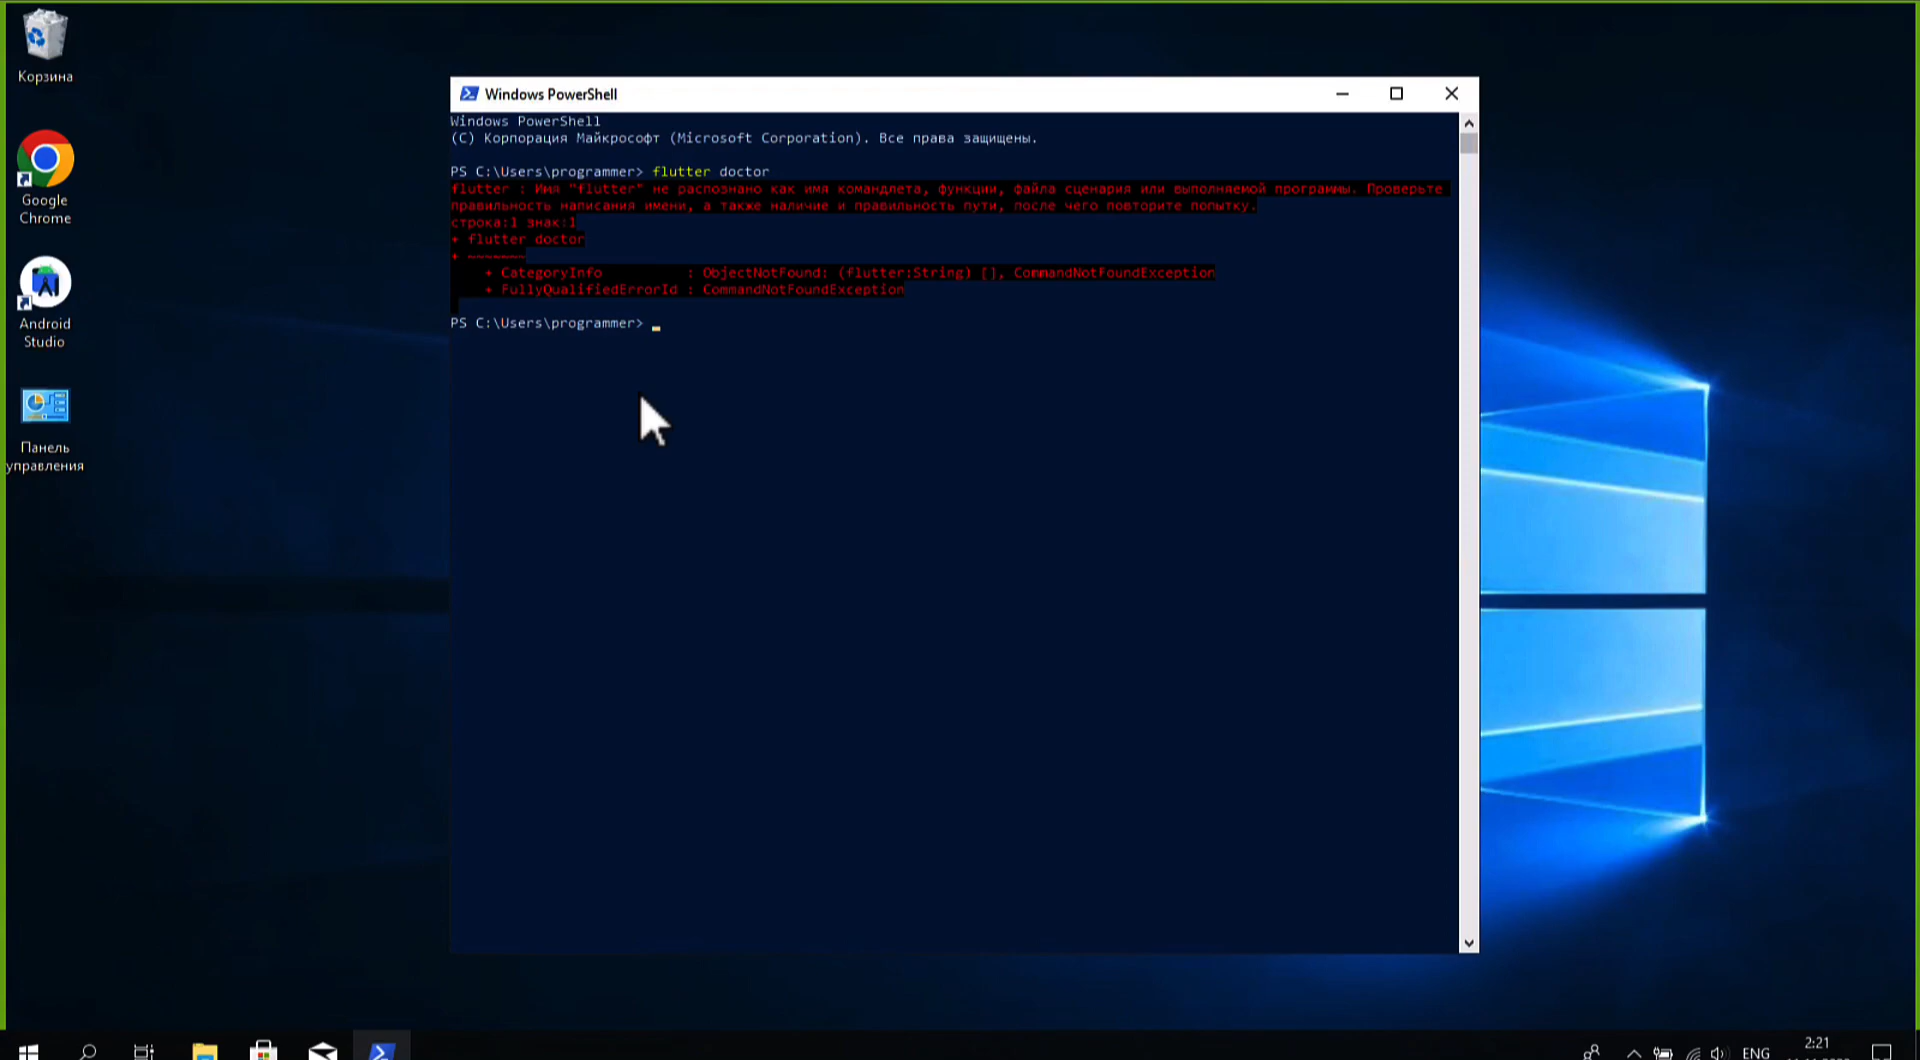 Корзина
Google
Chrome
Android
Studio
Панель
управления
Windows PowerShell
Windows PowerShell
(C) Корпорация Майкрософт (Microsoft Corporation). Все права защищены.
PS C:\Users\programmer> flutter doctor
flutter : Имя "flutter" не распознано как имя командлета, функции, файла сценария или выполняемой программы. Проверьте
правильность написания имени, а также наличие и правильность пути, после чего повторите попытку.
строка:1 знак:1
+ flutter doctor
+ ~~~~~~~
+ CategoryInfo : ObjectNotFound: (flutter:String) [], CommandNotFoundException
+ FullyQualifiedErrorId : CommandNotFoundException
PS C:\Users\programmer>
ENG
2:21